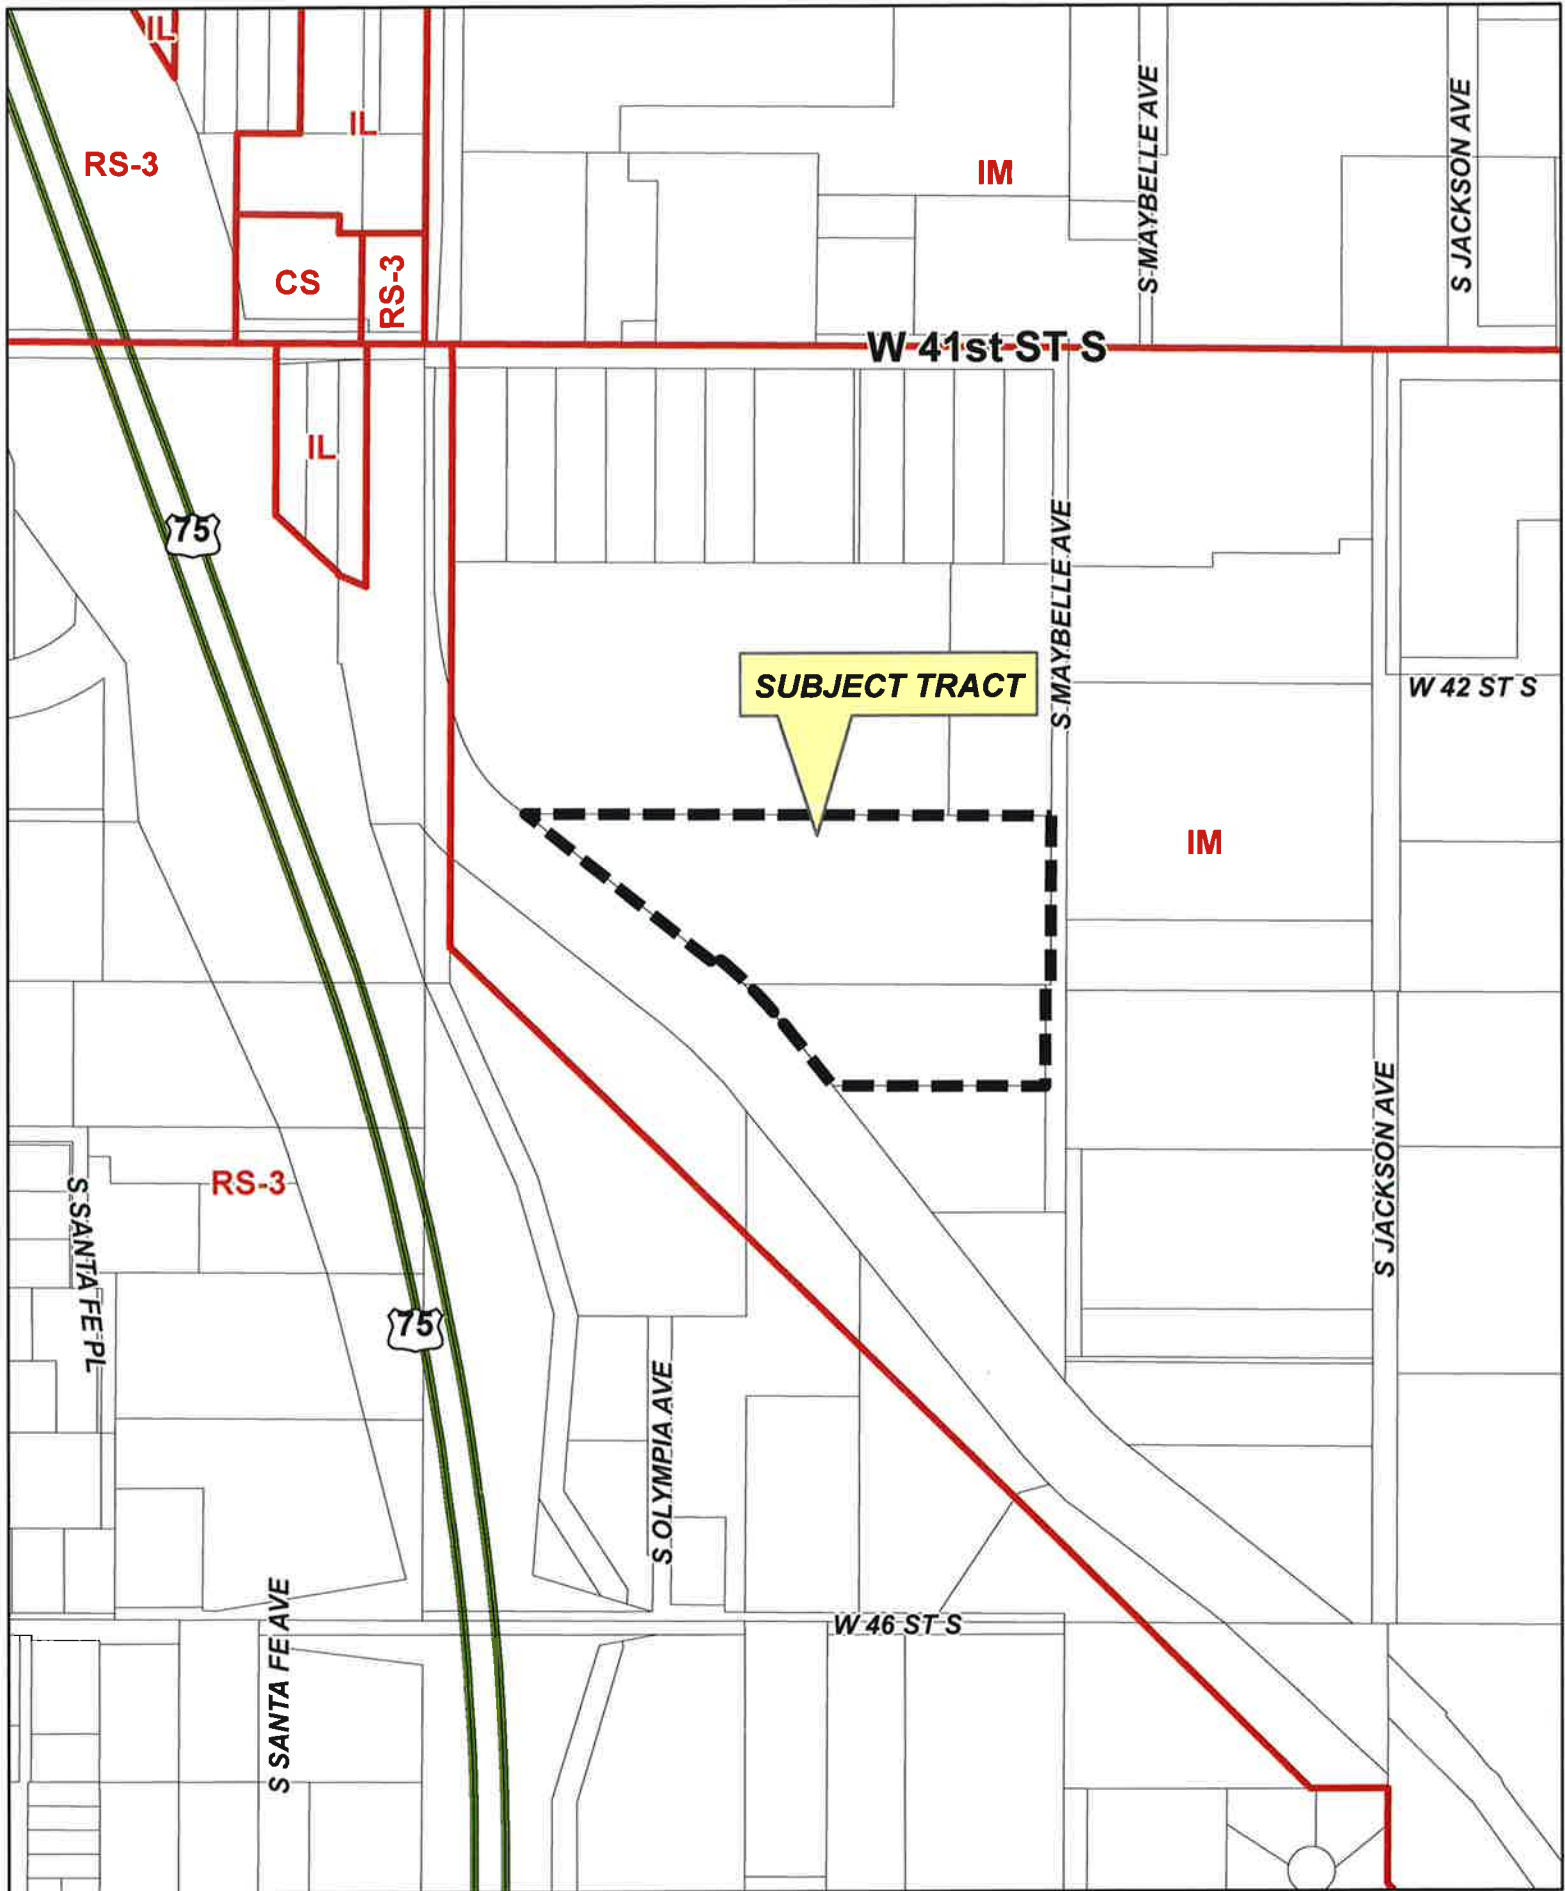 IL
S MAYBELLE AVE
S JACKSON AVE
IL
RS-3
IM
CS
RS-3
W 41st ST S
IL
75
S MAYBELLE AVE
SUBJECT TRACT
W 42 ST S
IM
S JACKSON AVE
RS-3
S SANTA FE PL
75
S OLYMPIA AVE
S SANTA FE AVE
W 46 ST S